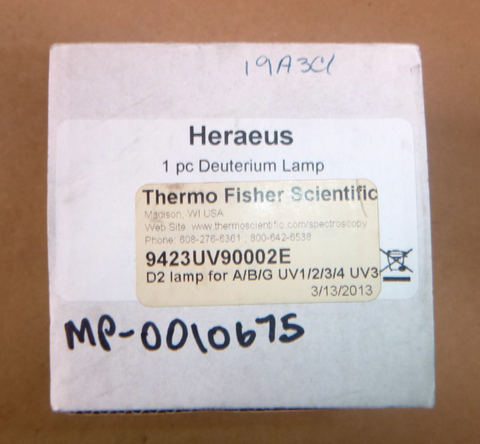 19A3C1
Heraeus
1 pc Deuterium Lamp
Thermo Fisher Scientific
Madison, WI USA
Web Site: www.thermoscientific.com/spectroscopy
Phone: 608-276-6361 , 800-642-6538
9423UV90002E
D2 lamp for A/B/G UV1/2/3/4 UV3
3/13/2013
MP-0010675